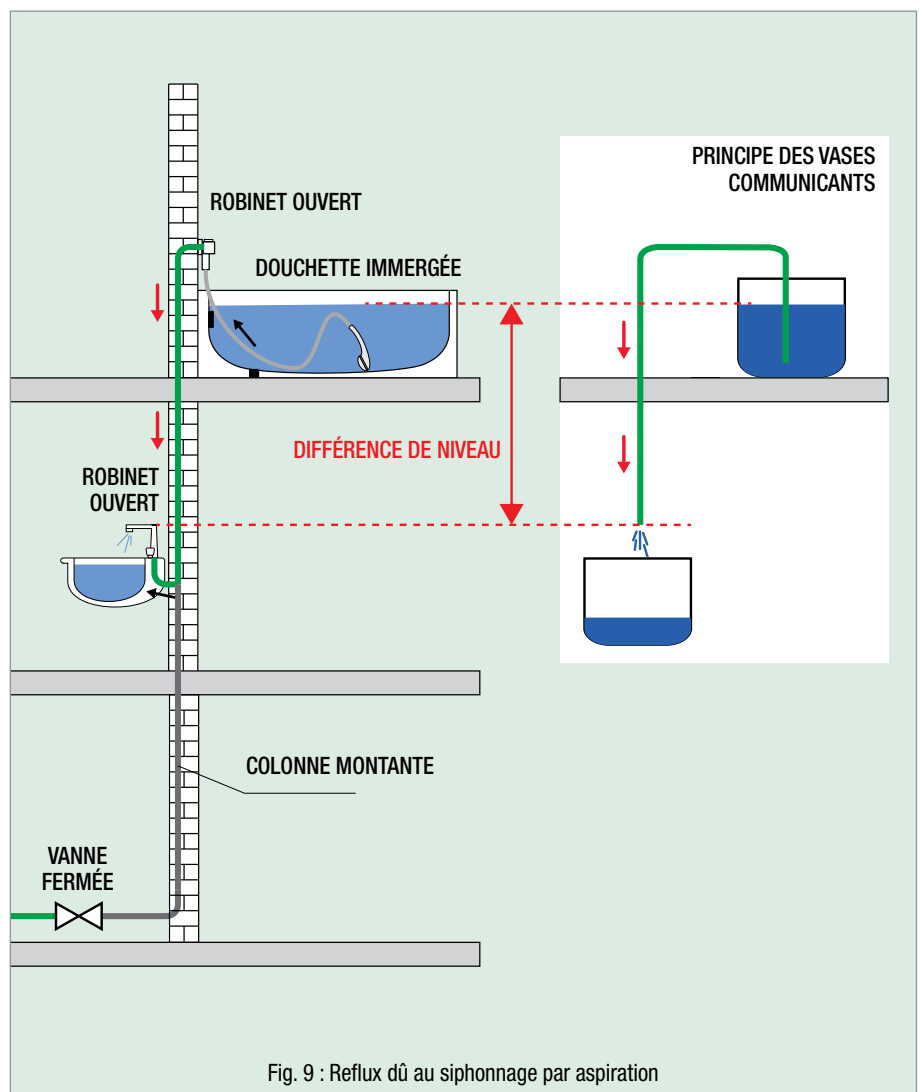 PRINCIPE DES VASES
COMMUNICANTS
ROBINET OUVERT
DOUCHETTE IMMERGÉE
DIFFÉRENCE DE NIVEAU
ROBINET
OUVERT
COLONNE MONTANTE
VANNE
FERMÉE
Fig. 9 : Reflux dû au siphonnage par aspiration